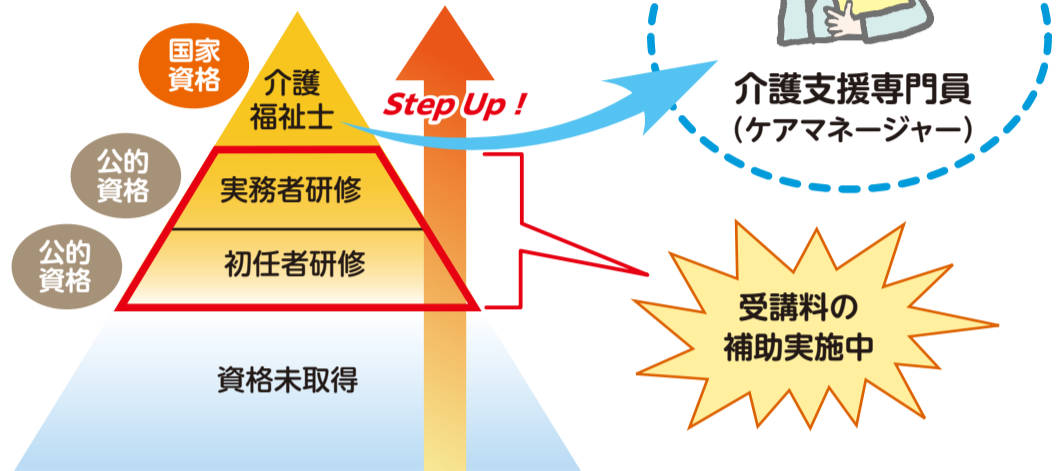 国家
資格
介護
福祉士
Step Up !
介護支援専門員
(ケアマネージャー)
公的
資格
実務者研修
公的
資格
初任者研修
受講料の
補助実施中
資格未取得